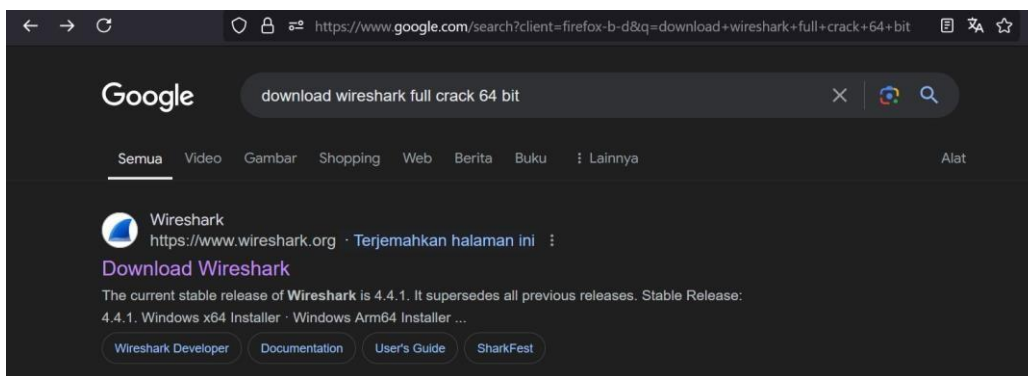 https://www.google.com/search?client=firefox-b-d&q=download+wireshark+full+crack+64+bit
Google
download wireshark full crack 64 bit
Semua Video Gambar Shopping Web Berita Buku Lainnya Alat
Wireshark
https://www.wireshark.org · Terjemahkan halaman ini
Download Wireshark
The current stable release of Wireshark is 4.4.1. It supersedes all previous releases. Stable Release:
4.4.1. Windows x64 Installer · Windows Arm64 Installer ...
Wireshark Developer Documentation User's Guide SharkFest